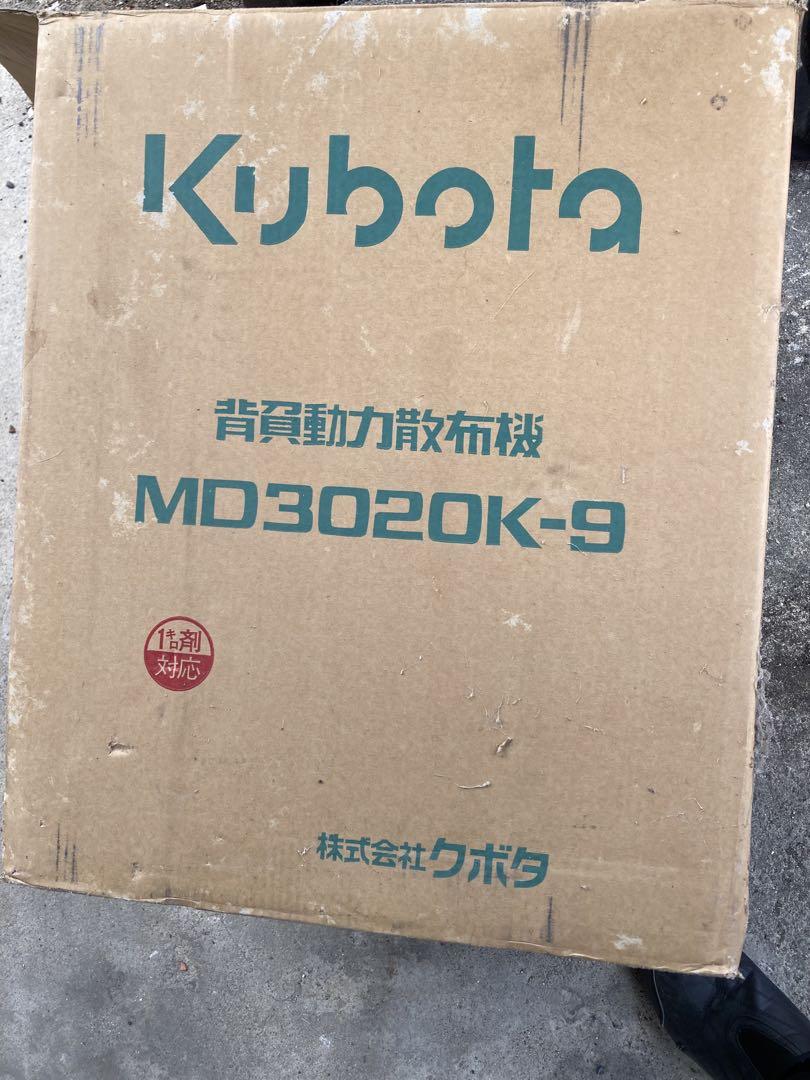 Kubota
背負動力散布機
MD3020K-9
1キロ剤
対応
株式会社クボタ